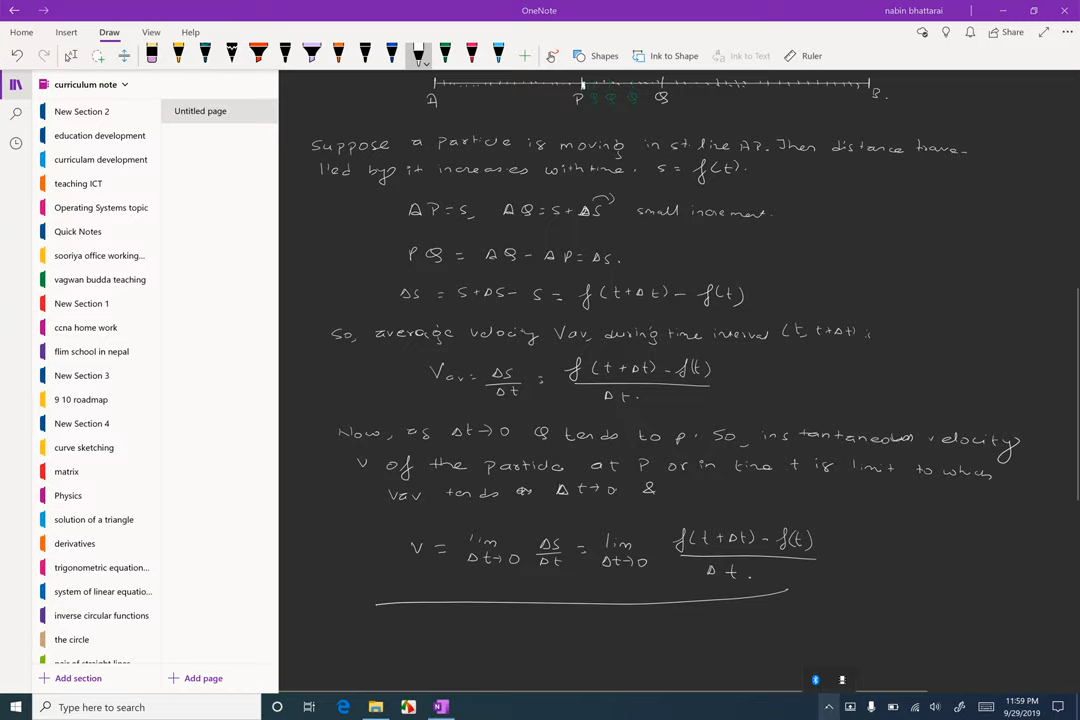 OneNote
nabin bhattarai
Home Insert Draw View Help
Share
Shapes Ink to Shape Ink to Text Ruler
curriculum note
New Section 2
education development
curriculam development
teaching ICT
Operating Systems topic
Quick Notes
sooriya office working...
vagwan budda teaching
New Section 1
ccna home work
flim school in nepal
New Section 3
9 10 roadmap
New Section 4
curve sketching
matrix
Physics
solution of a triangle
derivatives
trigonometric equation...
system of linear equatio...
inverse circular functions
the circle
pair of straight lines
Add section
Untitled page
Add page
A P Q Q Q Q B.
Suppose a particle is moving in st. line AB. Then distance trave-
lled by it increases with time. s = f(t).
AP = s, AQ = s + Δs small increment.
PQ = AQ - AP = Δs.
Δs = s + Δs - s = f(t + Δt) - f(t)
So, average velocity Vav, during time interval (t, t+Δt) is
Vav = Δs/Δt = f(t + Δt) - f(t) / Δt.
Now, as Δt → 0 Q tends to p. So, instantaneous velocity
v of the particle at P or in time t is limit to which
Vav tends as Δt → 0 &
v = lim Δt→0 Δs/Δt = lim Δt→0 f(t + Δt) - f(t) / Δt.
Type here to search
11:59 PM
9/29/2019